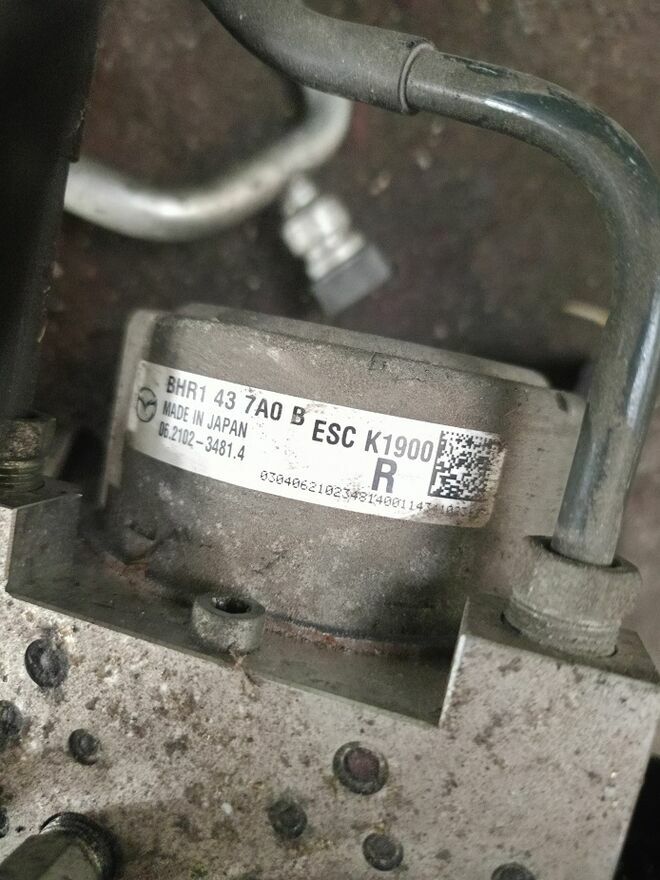 BHR1 43 7A0 B ESC K1900
MADE IN JAPAN
06.2102-3481.4
R